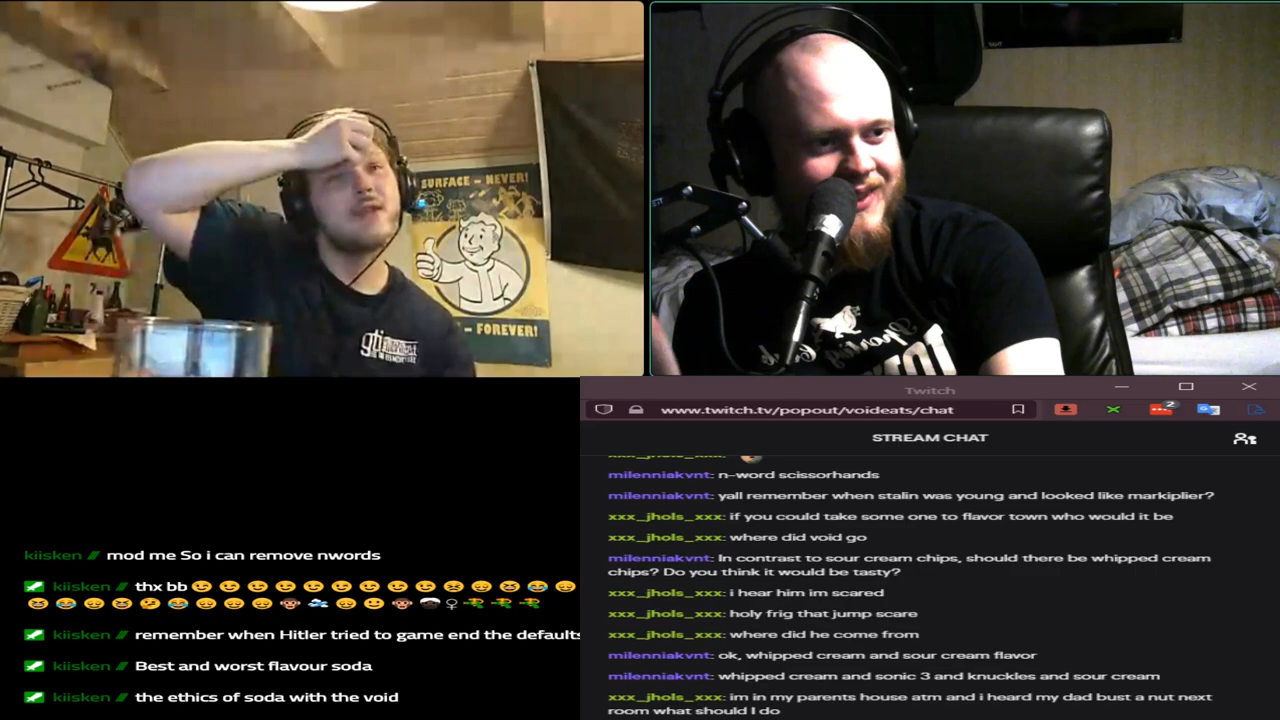 SURFACE – NEVER!
– FOREVER!
gti
Twitch
www.twitch.tv/popout/voideats/chat
2
STREAM CHAT
xxx_jhols_xxx:
milenniakvnt: n-word scissorhands
milenniakvnt: yall remember when stalin was young and looked like markiplier?
xxx_jhols_xxx: if you could take some one to flavor town who would it be
xxx_jhols_xxx: where did void go
milenniakvnt: In contrast to sour cream chips, should there be whipped cream
chips? Do you think it would be tasty?
xxx_jhols_xxx: i hear him im scared
xxx_jhols_xxx: holy frig that jump scare
xxx_jhols_xxx: where did he come from
milenniakvnt: ok, whipped cream and sour cream flavor
milenniakvnt: whipped cream and sonic 3 and knuckles and sour cream
xxx_jhols_xxx: im in my parents house atm and i heard my dad bust a nut next
room what should I do
kiisken // mod me So i can remove nwords
kiisken // thx bb 😉 😉 😉 😉 😉 😉 😉 😉 😉 😣 😔 😆 😂 😔
😆 😂 😔 😆 🤔 😂 😔 😔 😔 🐵 💤 😔 🙂 🐵
kiisken // remember when Hitler tried to game end the defaults
kiisken // Best and worst flavour soda
kiisken // the ethics of soda with the void